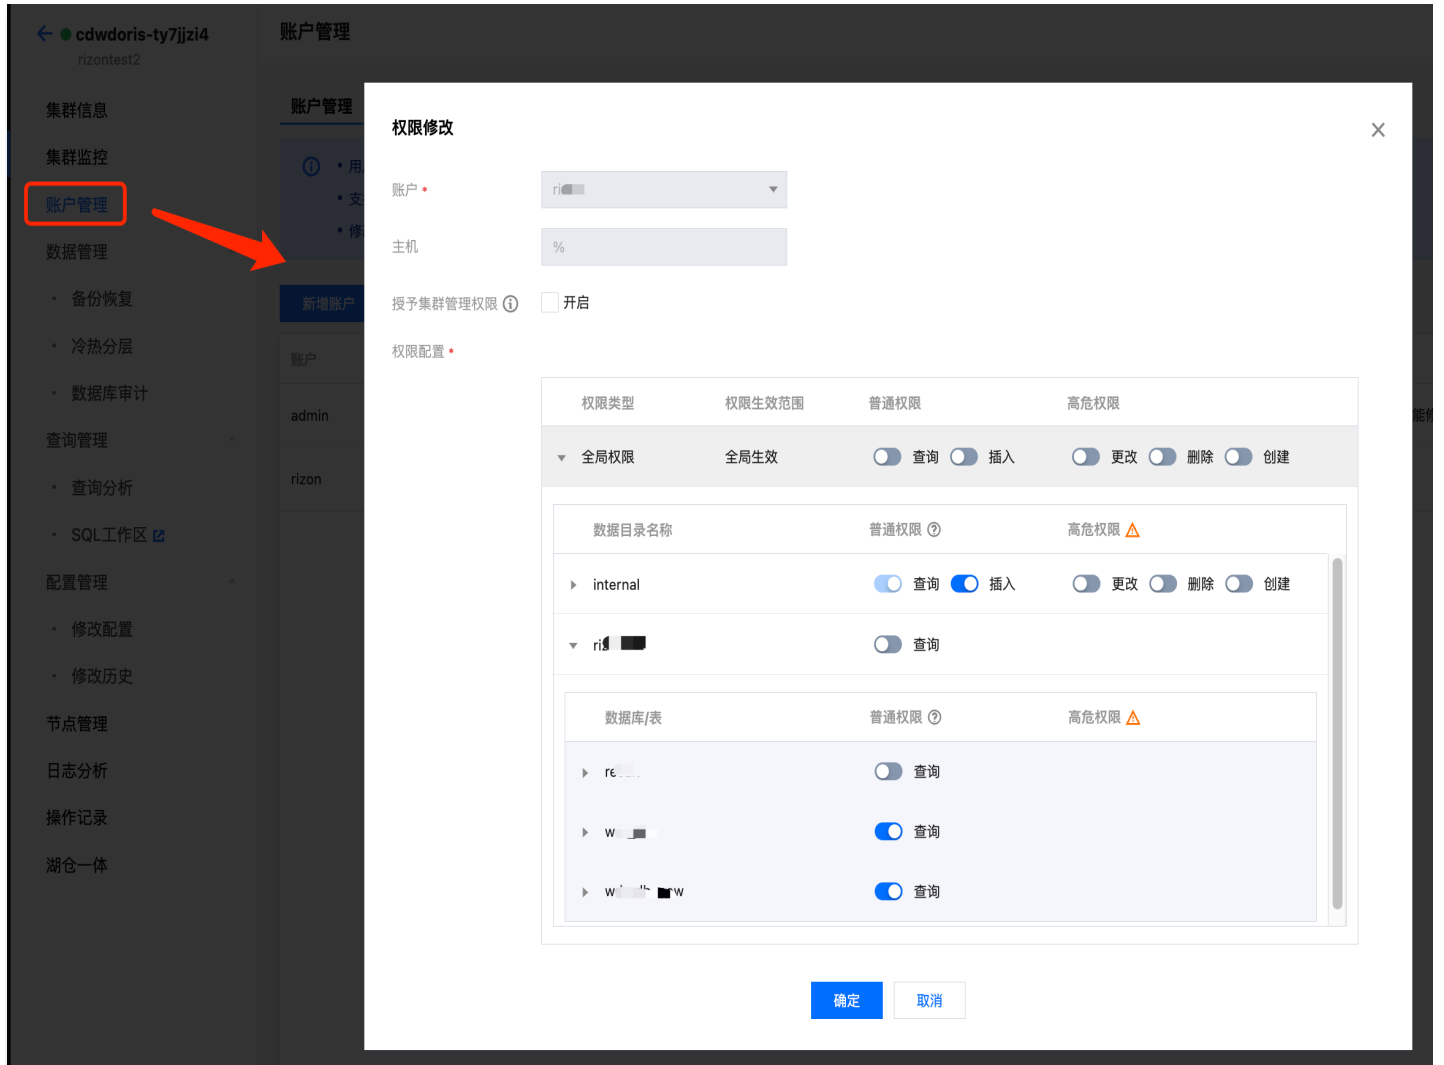 cdwdoris-ty7jjzi4
rizontest2
集群信息
集群监控
账户管理
数据管理
备份恢复
冷热分层
数据库审计
查询管理
查询分析
SQL工作区
配置管理
修改配置
修改历史
节点管理
日志分析
操作记录
湖仓一体
账户管理
账户管理
• 用
• 支
• 修
新增账户
账户
admin
rizon
能修
权限修改
账户 *
主机
%
授予集群管理权限 开启
权限配置 *
权限类型 权限生效范围 普通权限 高危权限
全局权限 全局生效 查询 插入 更改 删除 创建
数据目录名称 普通权限 高危权限
internal 查询 插入 更改 删除 创建
查询
数据库/表 普通权限 高危权限
查询
查询
查询
确定 取消